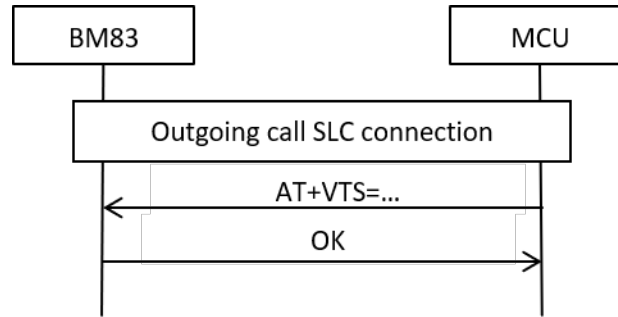 BM83
MCU
Outgoing call SLC connection
AT+VTS=...
OK